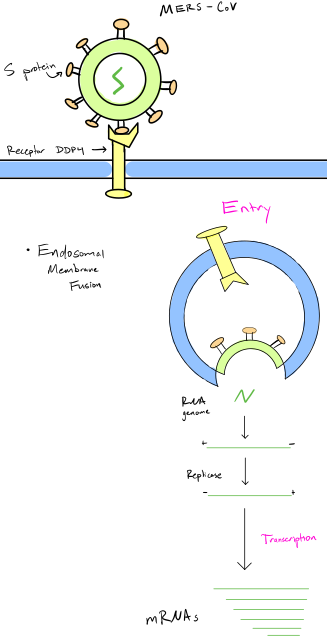 MERS-CoV
S protein
Receptor DDP4
Entry
• Endosomal
Membrane
Fusion
RNA
genome
+ -
Replicase
- +
Transcription
mRNAs